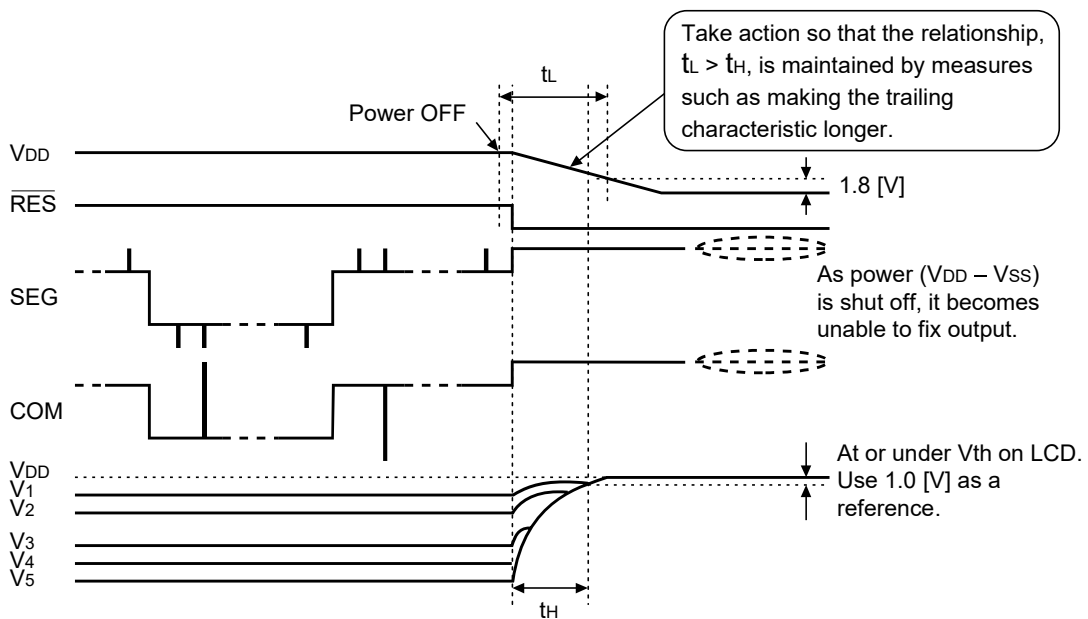 Take action so that the relationship,
tL > tH, is maintained by measures
such as making the trailing
characteristic longer.
tL
Power OFF
VDD
1.8 [V]
RES
SEG
As power (VDD – VSS)
is shut off, it becomes
unable to fix output.
COM
VDD
V1
V2
V3
V4
V5
At or under Vth on LCD.
Use 1.0 [V] as a
reference.
tH